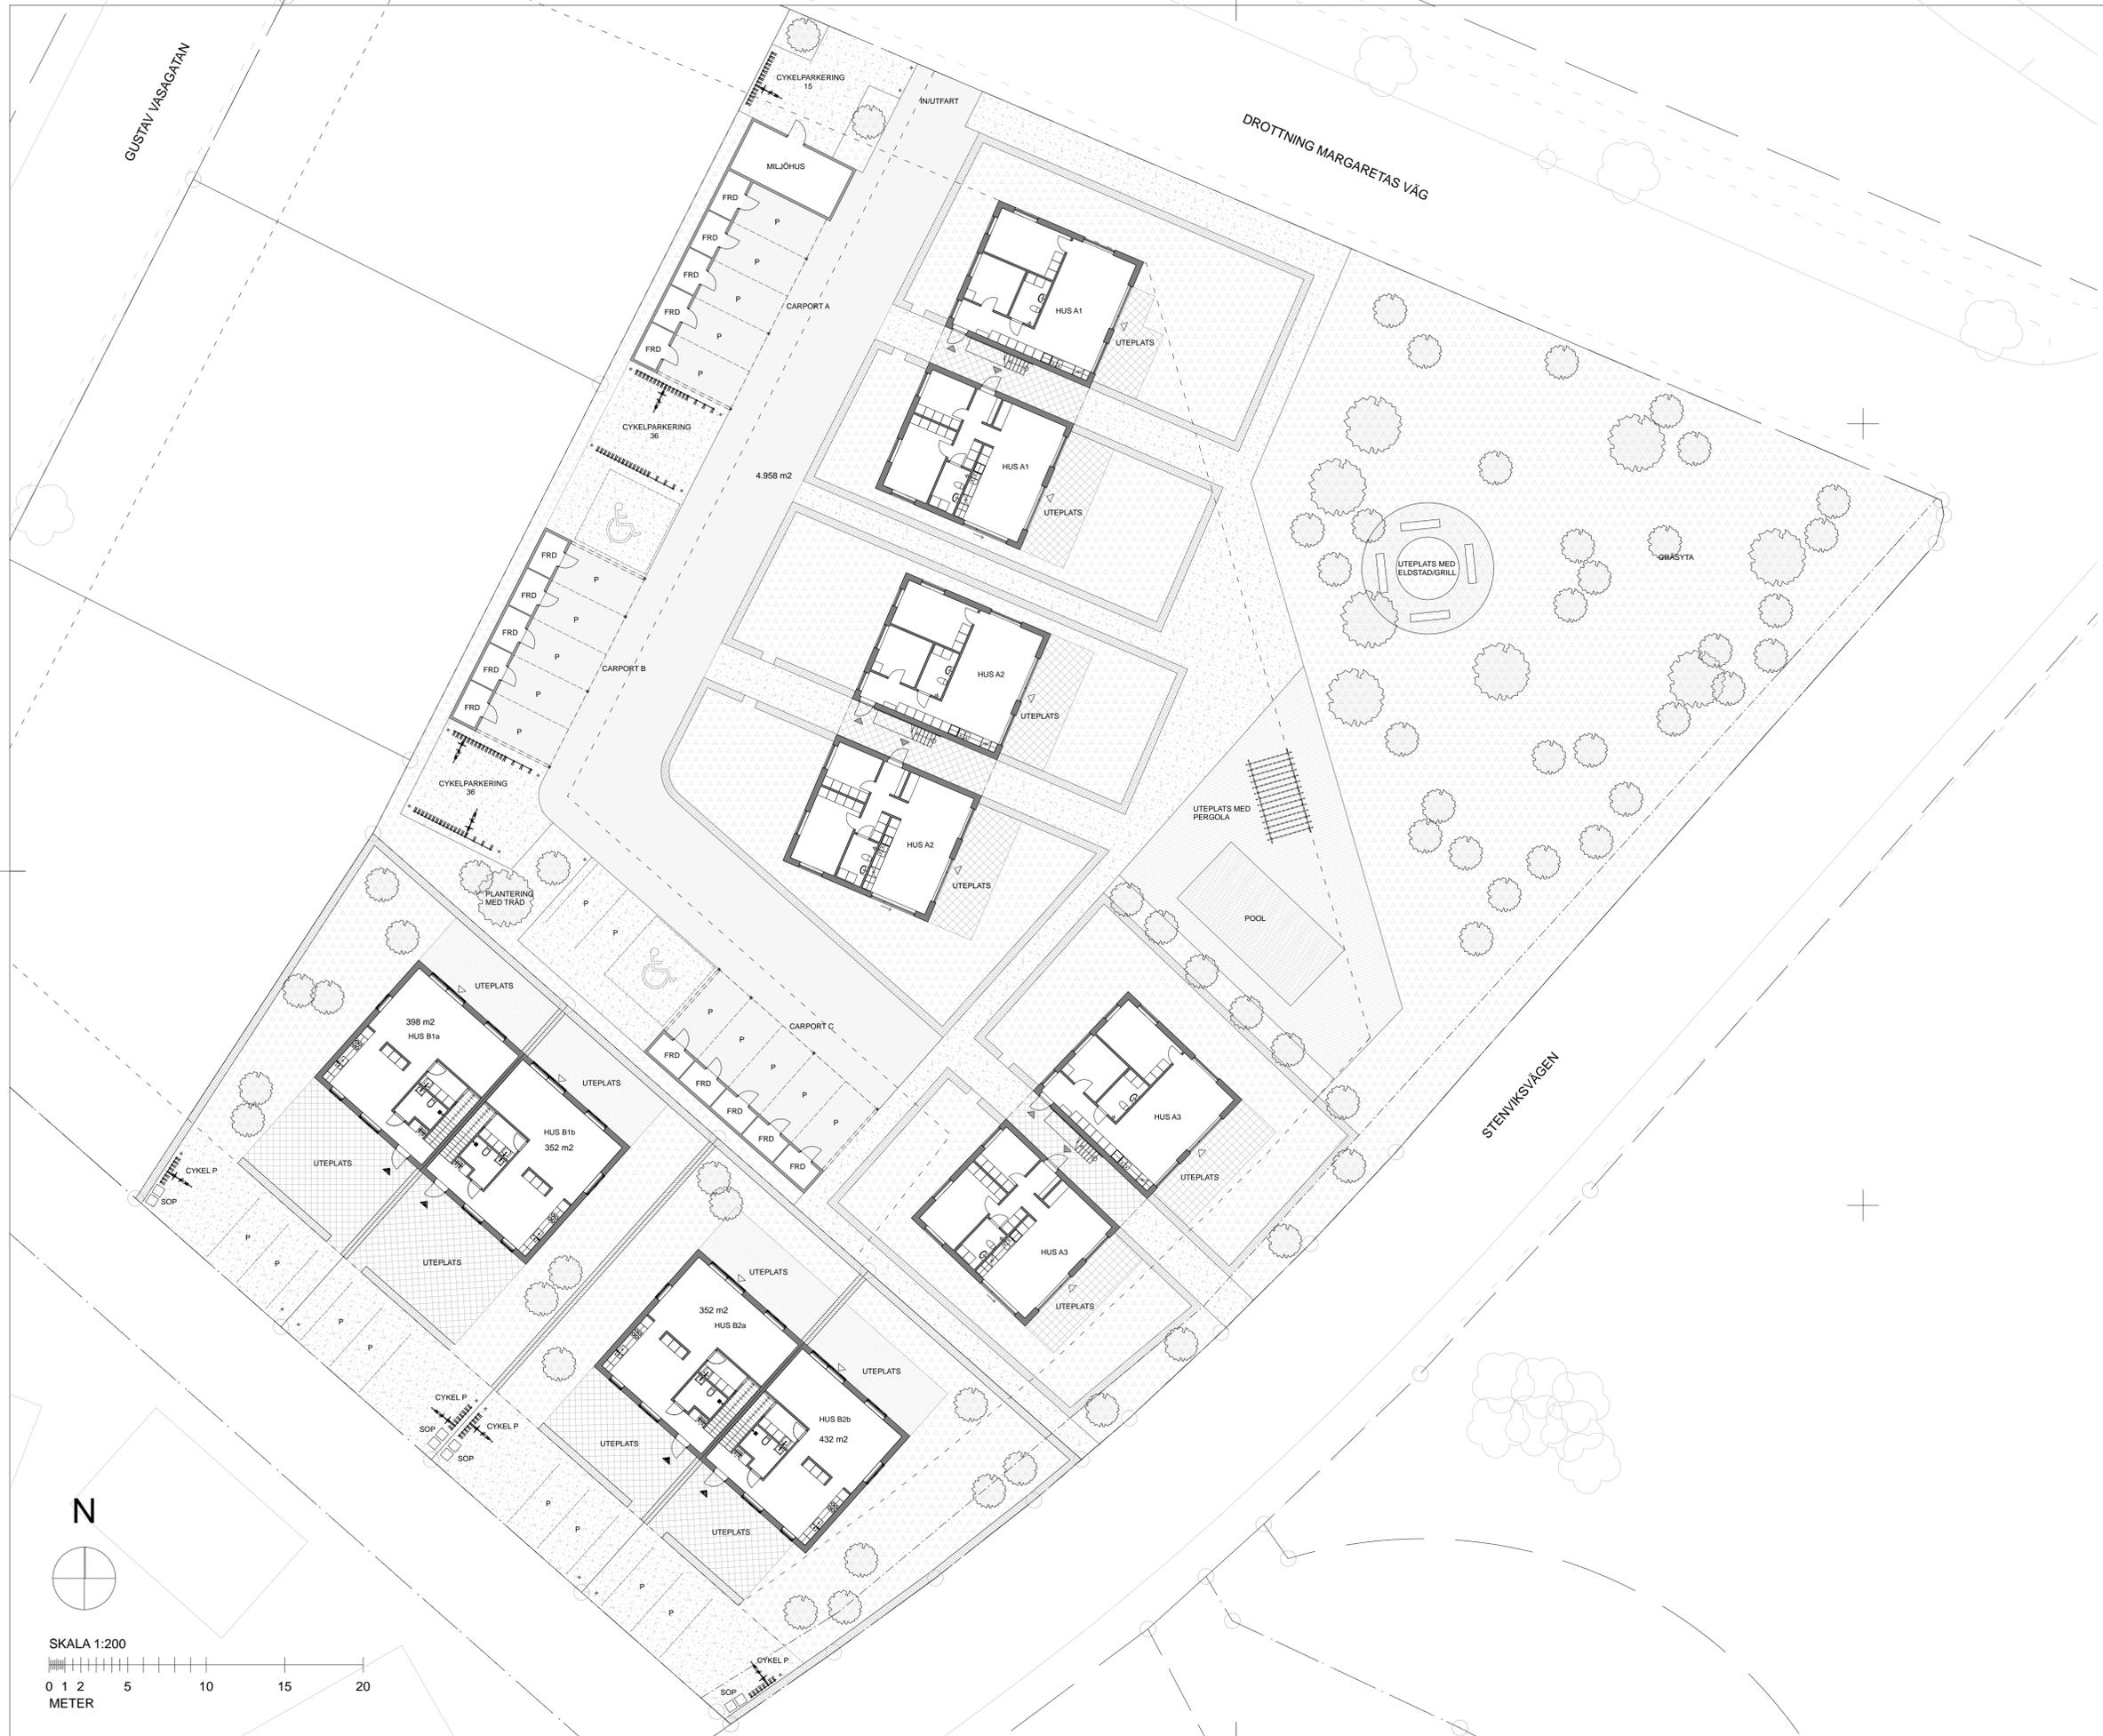 GUSTAV VASAGATAN
DROTTNING MARGARETAS VÄG
CYKELPARKERING
15
IN/UTFART
MILJÖHUS
FRD
P
FRD
P
FRD
P
FRD
P
FRD
P
CARPORT A
HUS A1
UTEPLATS
CYKELPARKERING
36
4.958 m2
HUS A1
UTEPLATS
FRD
P
FRD
P
FRD
P
FRD
P
FRD
P
CARPORT B
HUS A2
UTEPLATS
UTEPLATS MED
ELDSTAD/GRILL
GRÄSYTA
CYKELPARKERING
36
UTEPLATS MED
PERGOLA
HUS A2
UTEPLATS
PLANTERING
MED TRÄD
P
P
POOL
UTEPLATS
398 m2
HUS B1a
P
P
P
P
P
CARPORT C
FRD
FRD
FRD
FRD
FRD
UTEPLATS
HUS B1b
352 m2
HUS A3
UTEPLATS
STENVIKSVÄGEN
UTEPLATS
CYKEL P
SOP
P
P
UTEPLATS
HUS A3
UTEPLATS
UTEPLATS
352 m2
HUS B2a
P
P
UTEPLATS
CYKEL P
SOP
CYKEL P
SOP
HUS B2b
432 m2
UTEPLATS
P
P
UTEPLATS
P
P
CYKEL P
SOP
N
SKALA 1:200
0 1 2 5 10 15 20
METER